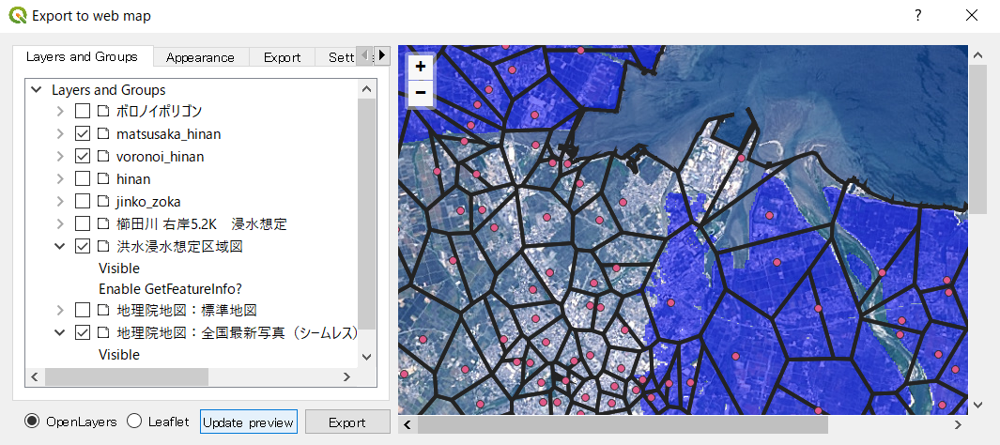 Export to web map
?
Layers and Groups
Appearance
Export
Layers and Groups
ボロノイポリゴン
matsusaka_hinan
voronoi_hinan
hinan
jinko_zoka
櫛田川 右岸5.2K　浸水想定
洪水浸水想定区域図
Visible
Enable GetFeatureInfo?
地理院地図：標準地図
地理院地図：全国最新写真（シームレス）
Visible
OpenLayers
Leaflet
Update preview
Export
+
−